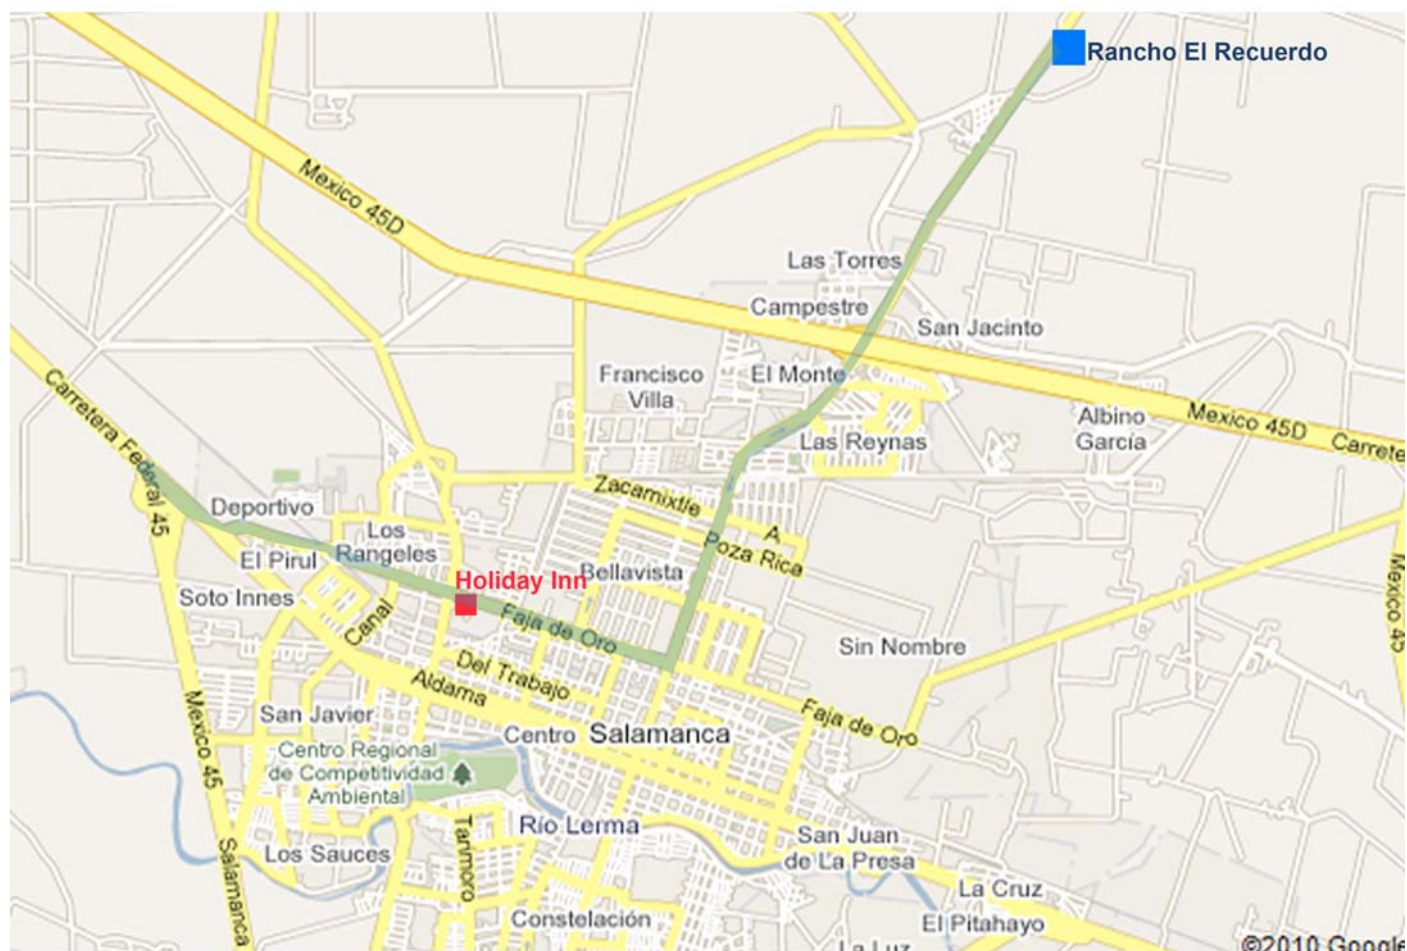 Rancho El Recuerdo
Mexico 45D
Las Torres
Campestre
San Jacinto
Francisco
Villa
El Monte
Carretera Federal 45
Albino
García
Mexico 45D
Carrete
Las Reynas
Zacamixtle
A
Deportivo
Los
Rangeles
Poza Rica
El Pirul
Holiday Inn
Bellavista
Mexico 45
Soto Innes
Canal
Faja de Oro
Sin Nombre
Del Trabajo
Aldama
San Javier
Faja de Oro
Mexico 45
Centro
Salamanca
Centro Regional
de Competitividad
Ambiental
Río Lerma
Tanmoro
San Juan
de La Presa
Los Sauces
Salamanca
La Cruz
Constelación
El Pitahayo
La Luz
©2010 Google